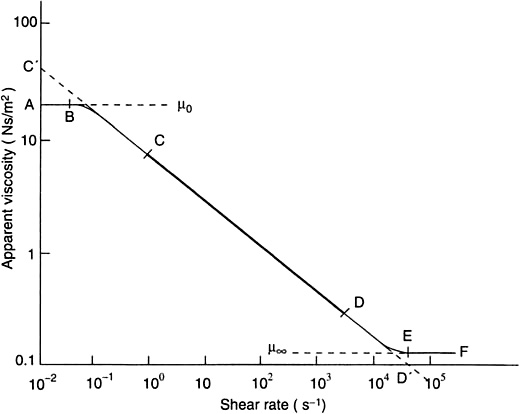 100
C′
A
B
μ₀
10
C
Apparent viscosity ( Ns/m²)
1
D
μ∞
E
F
0.1
D′
10⁻² 10⁻¹ 10⁰ 10 10² 10³ 10⁴ 10⁵
Shear rate ( s⁻¹)